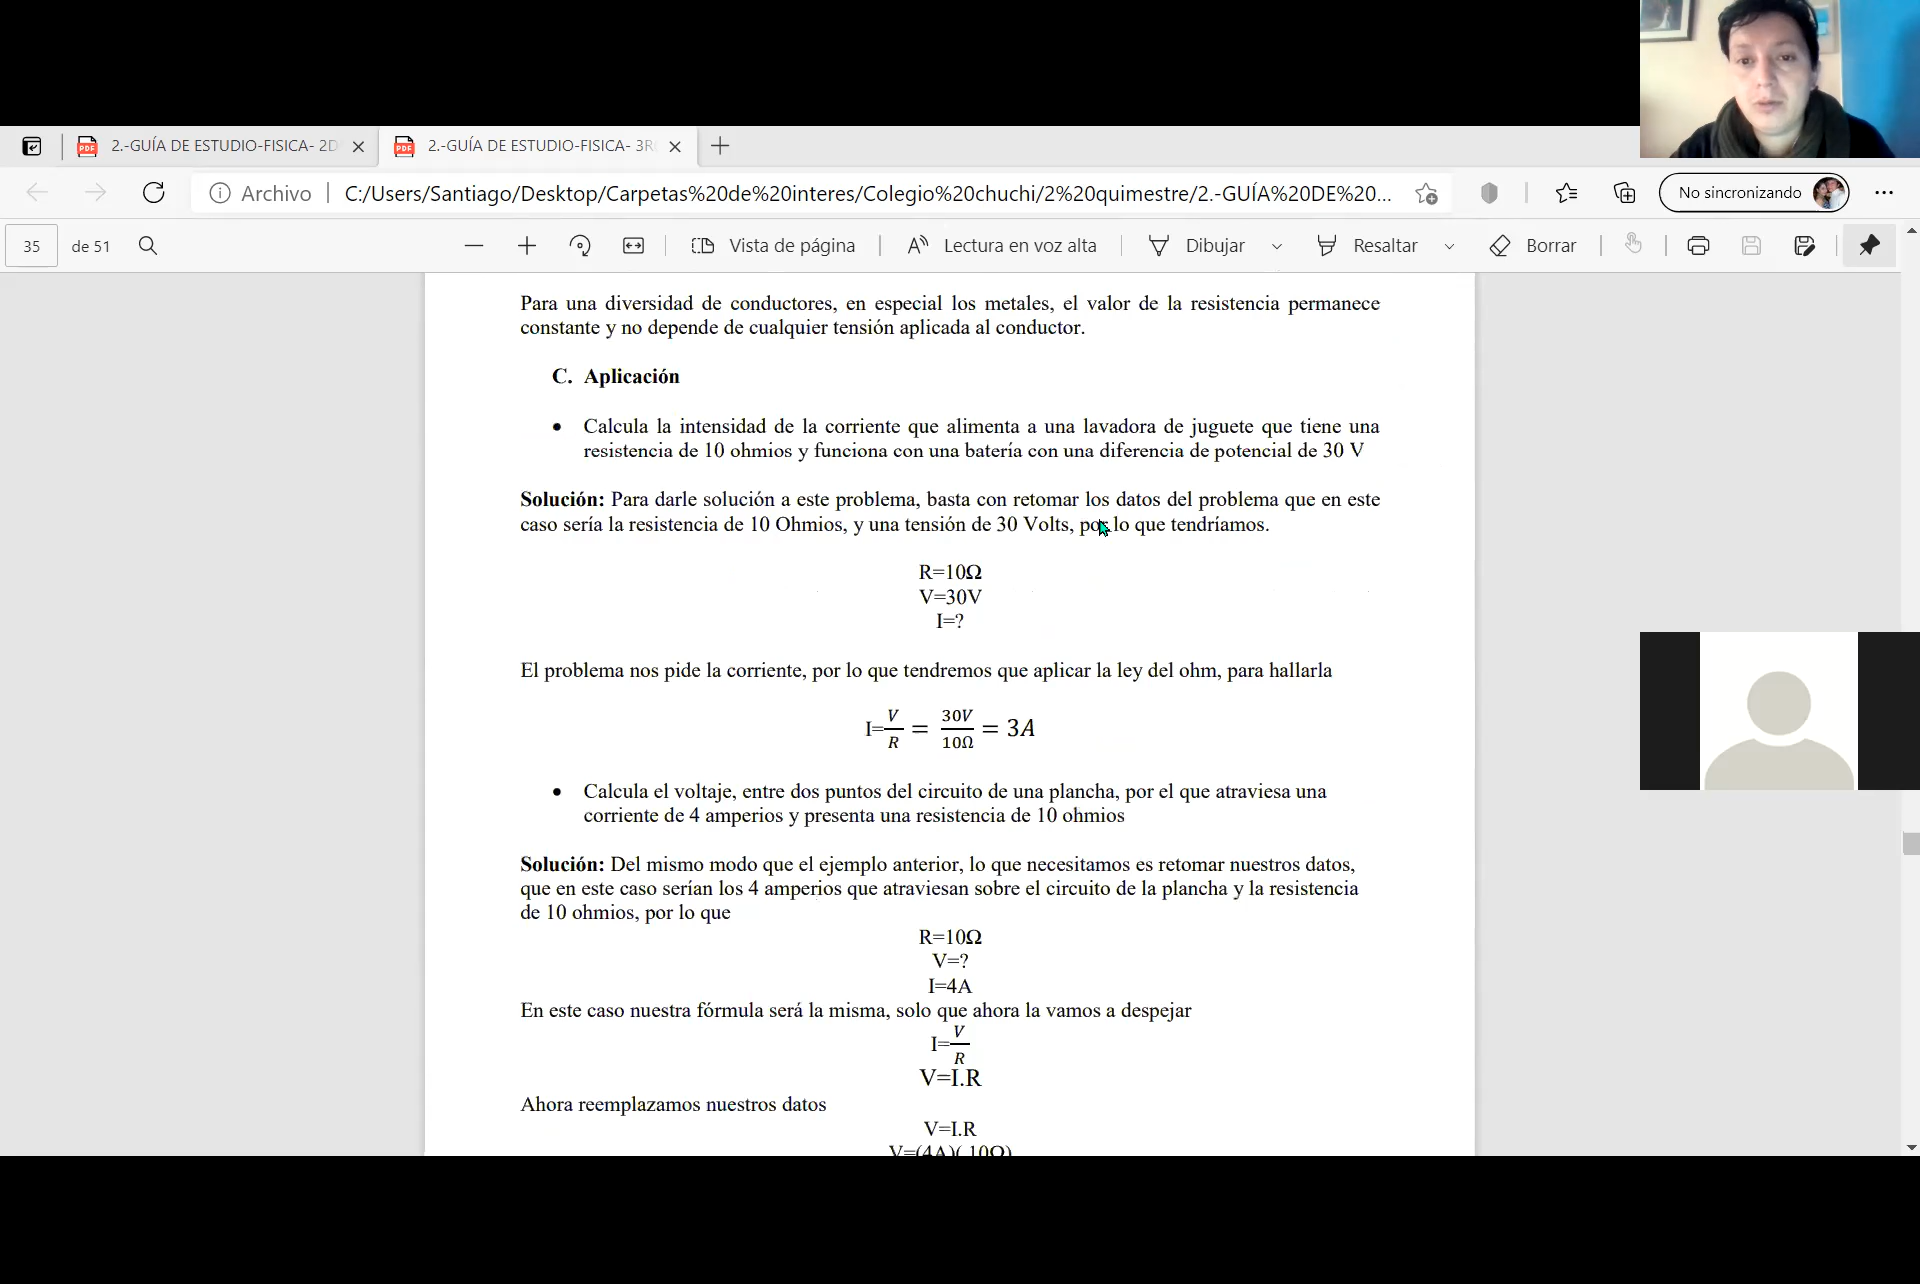 2.-GUÍA DE ESTUDIO-FISICA- 2D
2.-GUÍA DE ESTUDIO-FISICA- 3R
Archivo
C:/Users/Santiago/Desktop/Carpetas%20de%20interes/Colegio%20chuchi/2%20quimestre/2.-GUÍA%20DE%20...
No sincronizando
35 de 51
Vista de página
Lectura en voz alta
Dibujar
Resaltar
Borrar
Para una diversidad de conductores, en especial los metales, el valor de la resistencia permanece
constante y no depende de cualquier tensión aplicada al conductor.
C. Aplicación
• Calcula la intensidad de la corriente que alimenta a una lavadora de juguete que tiene una
resistencia de 10 ohmios y funciona con una batería con una diferencia de potencial de 30 V
Solución: Para darle solución a este problema, basta con retomar los datos del problema que en este
caso sería la resistencia de 10 Ohmios, y una tensión de 30 Volts, por lo que tendríamos.
R=10Ω
V=30V
I=?
El problema nos pide la corriente, por lo que tendremos que aplicar la ley del ohm, para hallarla
I=V/R = 30V/10Ω = 3A
• Calcula el voltaje, entre dos puntos del circuito de una plancha, por el que atraviesa una
corriente de 4 amperios y presenta una resistencia de 10 ohmios
Solución: Del mismo modo que el ejemplo anterior, lo que necesitamos es retomar nuestros datos,
que en este caso serían los 4 amperios que atraviesan sobre el circuito de la plancha y la resistencia
de 10 ohmios, por lo que
R=10Ω
V=?
I=4A
En este caso nuestra fórmula será la misma, solo que ahora la vamos a despejar
I=V/R
V=I.R
Ahora reemplazamos nuestros datos
V=I.R
V=(4A)( 10Ω)